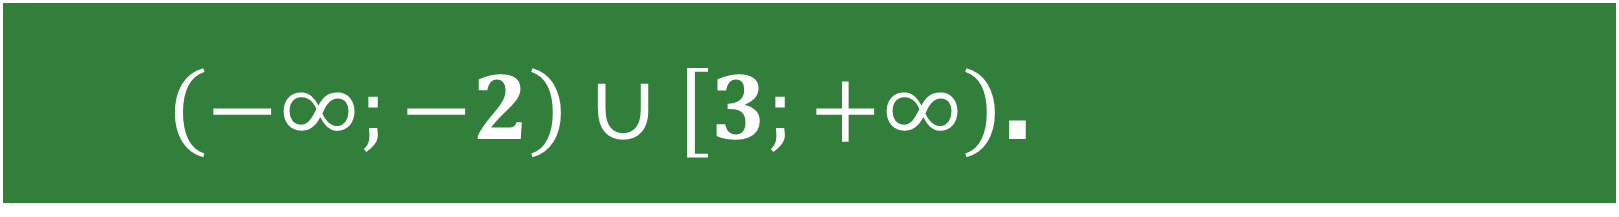 (−∞; −2) ∪ [3; +∞).